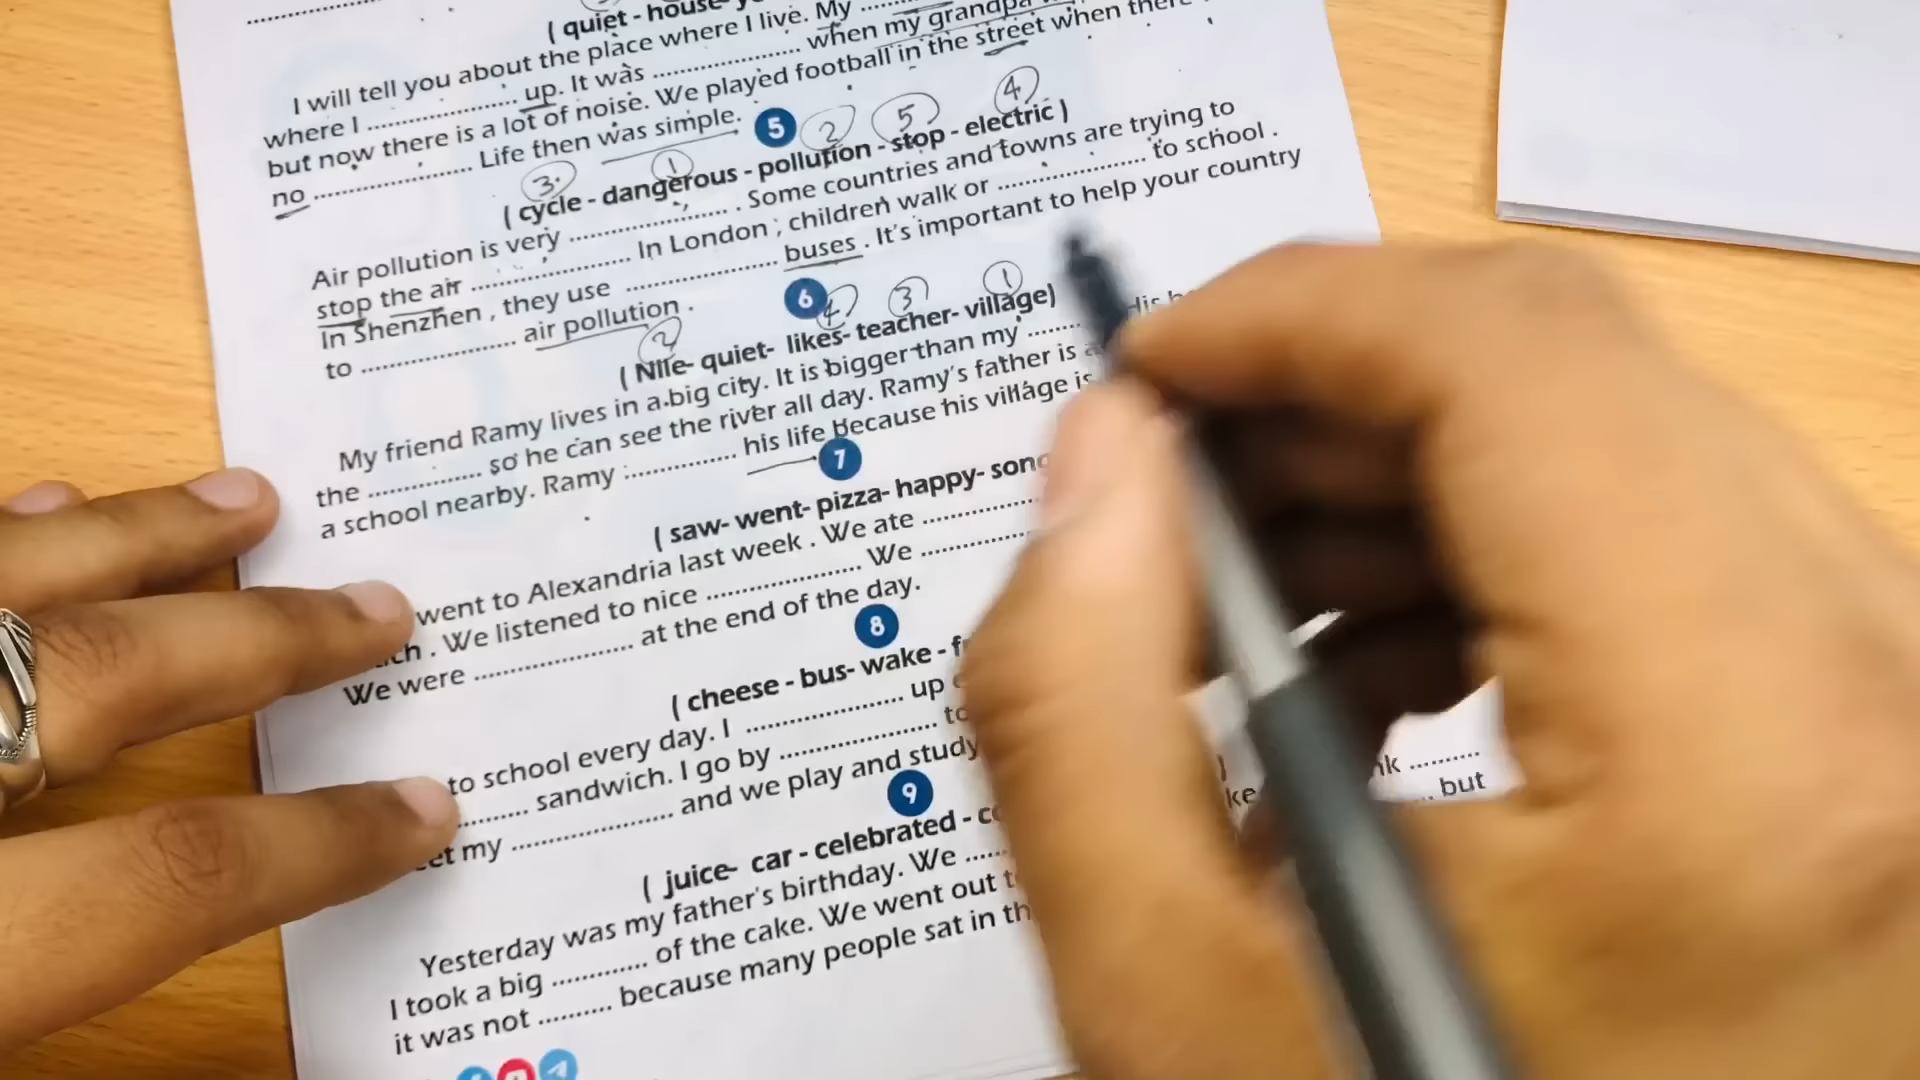 ( quiet - house-
I will tell you about the place where I live. My ..........
where I .................... up. It was .................... when my grandpa
but now there is a lot of noise. We played football in the street when there
no .................... Life then was simple.
5
2 5 4
3 1
( cycle - dangerous - pollution - stop - electric )
Air pollution is very .................... . Some countries and towns are trying to
stop the air .................... In London , children walk or .................... to school .
In Shenzhen , they use .................... buses . It's important to help your country
to .................... air pollution .
6
4 3 1
2
( Nile- quiet- likes- teacher- village)
My friend Ramy lives in a big city. It is bigger than my ........
the ............... so he can see the river all day. Ramy's father is
a school nearby. Ramy ............... his life Because his village is
7
( saw- went- pizza- happy-
went to Alexandria last week . We ate ...............
. We listened to nice .................... We ...............
We were .................... at the end of the day.
8
( cheese - bus- wake -
to school every day. I .................... up
.......... sandwich. I go by ....................
my .................... and we play and study
9
( juice- car - celebrated -
Yesterday was my father's birthday. We ......
I took a big ............ of the cake. We went out
it was not .......... because many people sat in
.......... but